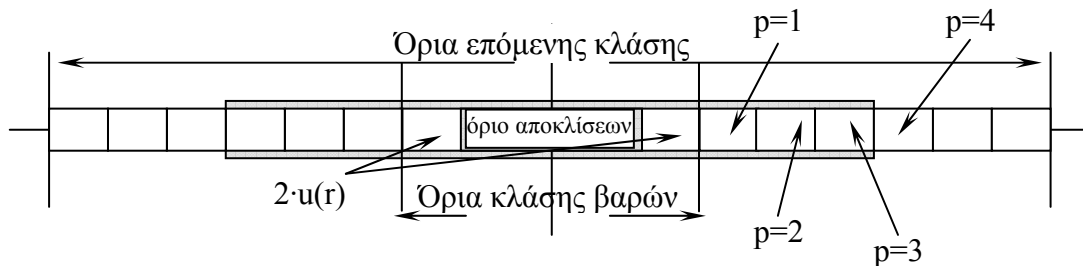 p=1
p=4
Όρια επόμενης κλάσης
όριο αποκλίσεων
2·u(r)
Όρια κλάσης βαρών
p=2
p=3